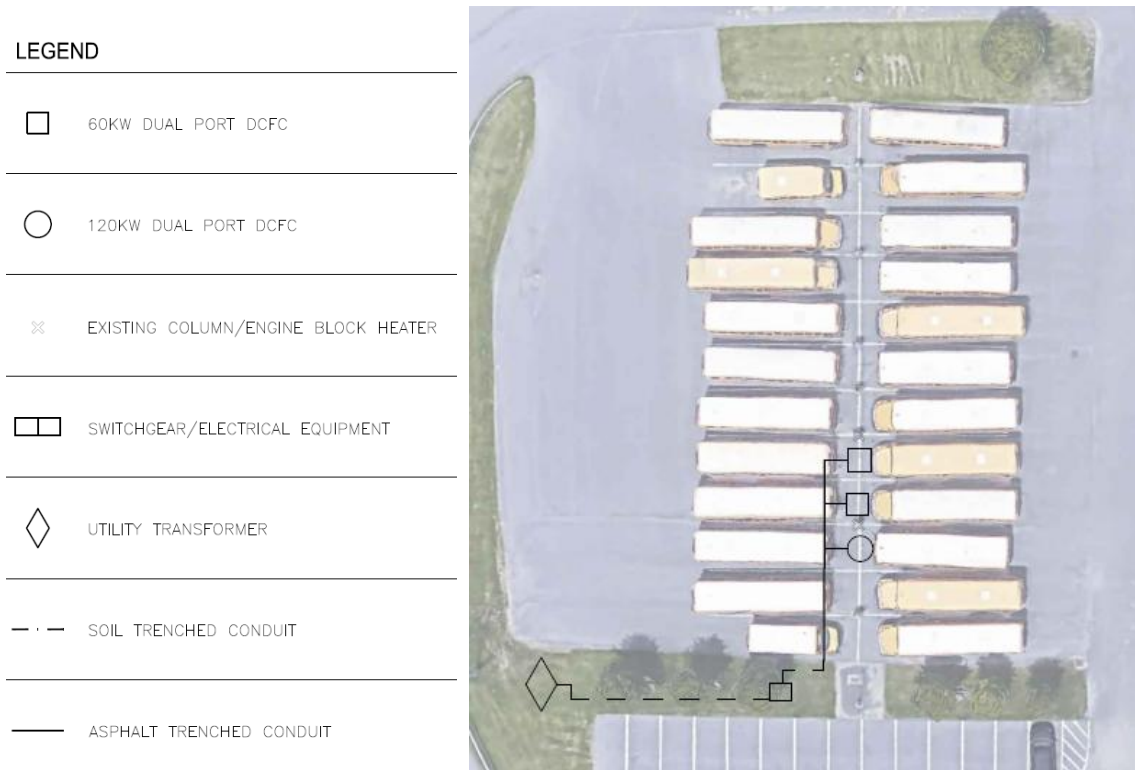 LEGEND
60KW DUAL PORT DCFC
120KW DUAL PORT DCFC
EXISTING COLUMN/ENGINE BLOCK HEATER
SWITCHGEAR/ELECTRICAL EQUIPMENT
UTILITY TRANSFORMER
SOIL TRENCHED CONDUIT
ASPHALT TRENCHED CONDUIT